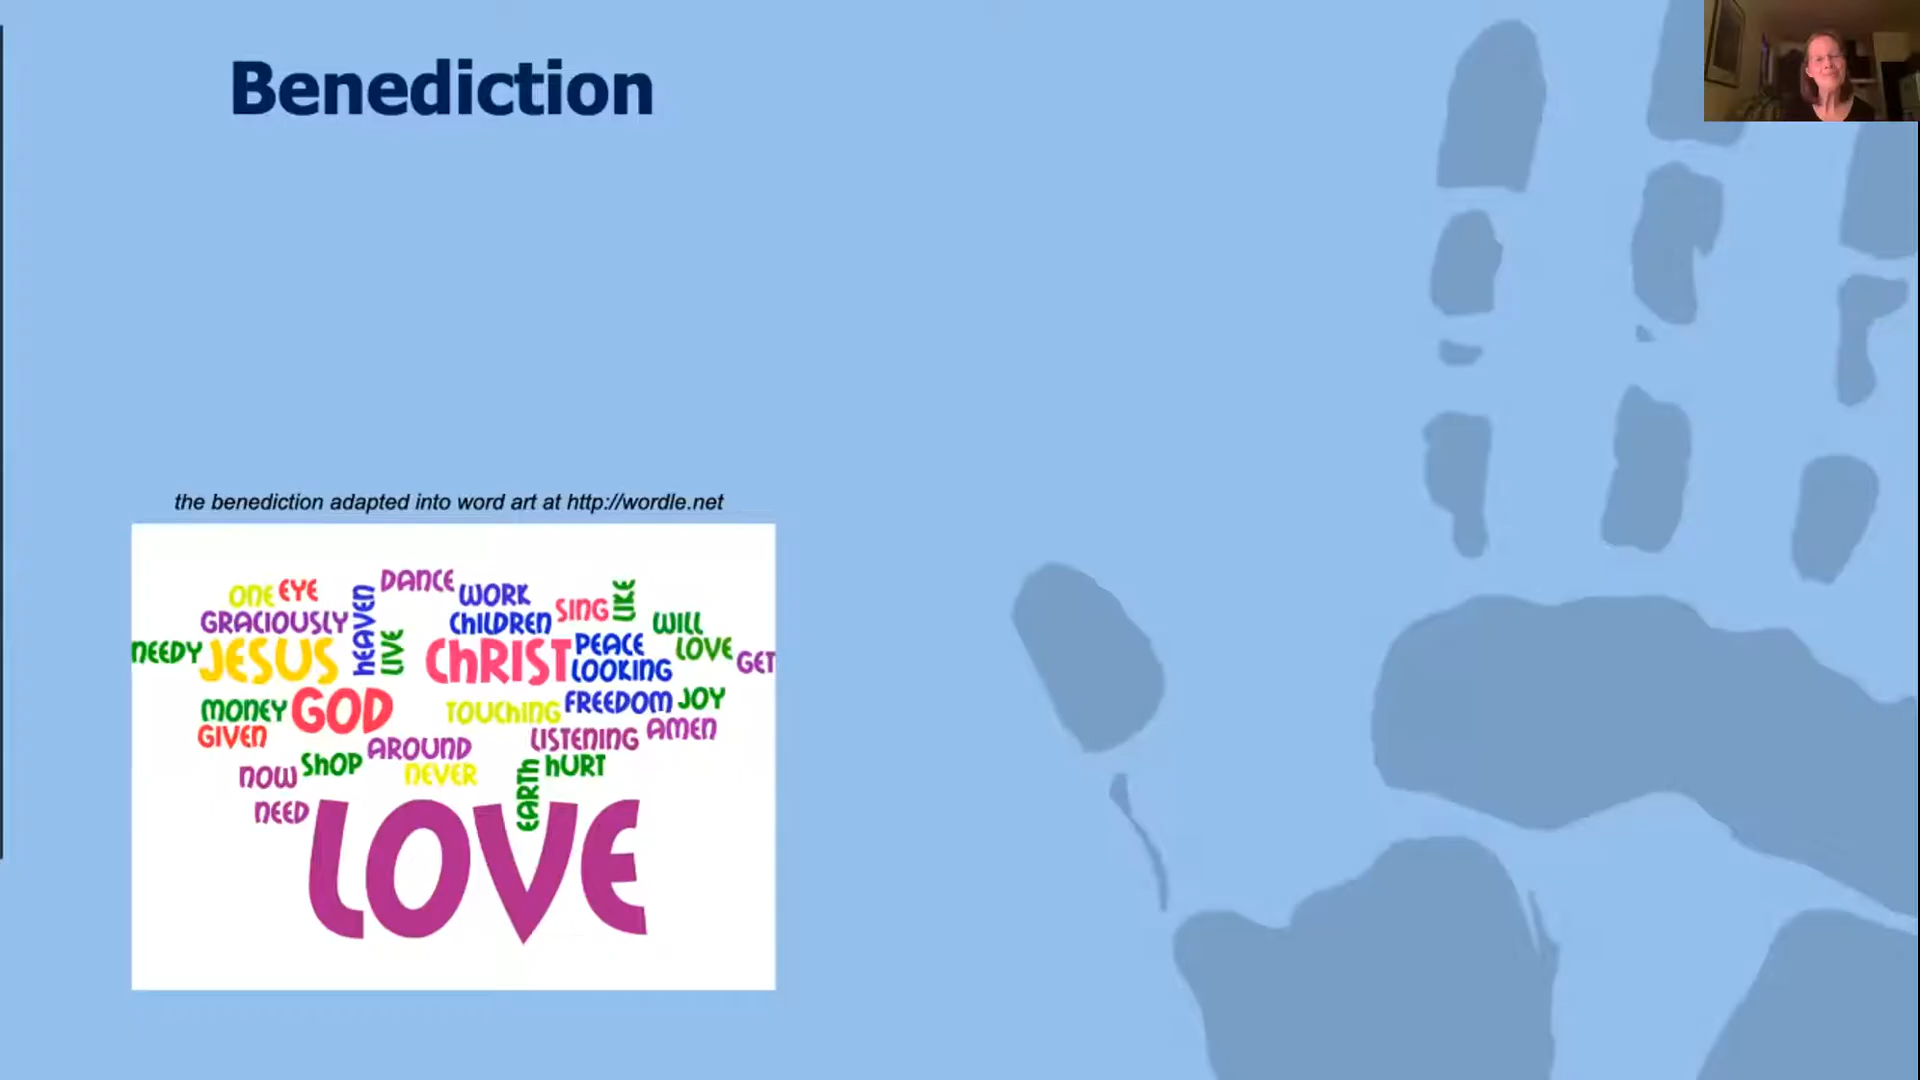 Benediction
the benediction adapted into word art at http://wordle.net
ONE EYE HEAVEN DANCE WORK SING LIKE
GRACIOUSLY LIVE ChILDREN WILL
NEEDY JESUS ChRIST PEACE LOVE GET
LOOKING
MONEY GOD TOUChING FREEDOM JOY
GIVEN AROUND LISTENING AMEN
NOW ShOP NEVER EARTh hURT
NEED LOVE